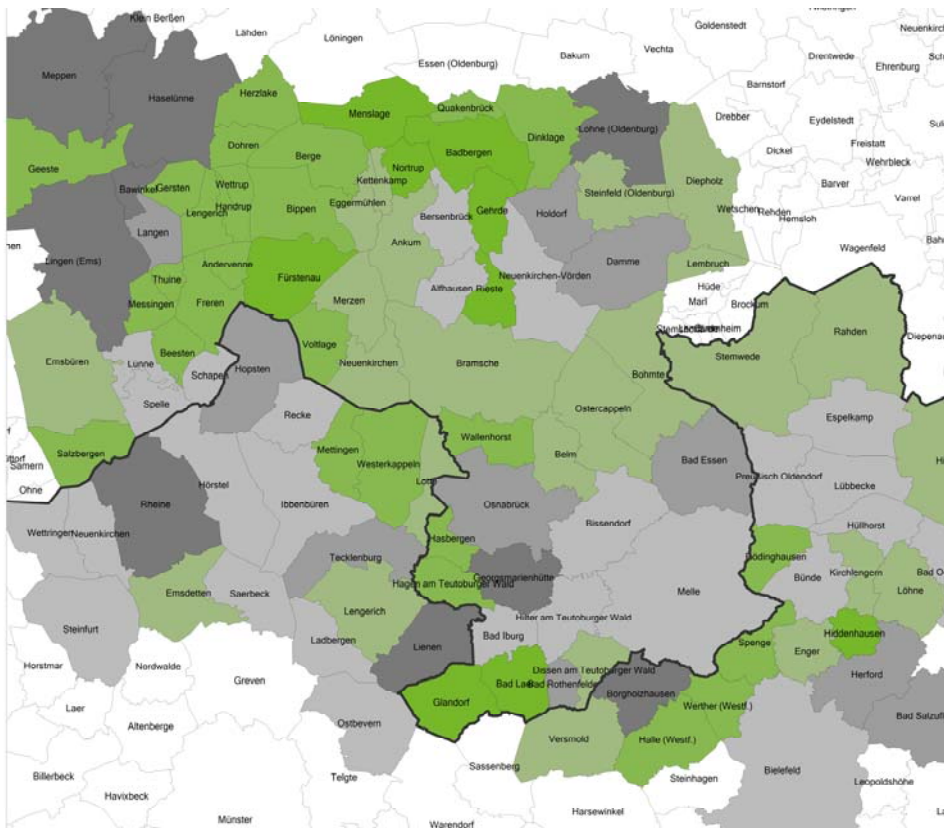 Klein Berßen
Lähden
Löningen
Goldenstedt
Neuenkirch
Drentwede
Ehrenburg
Vechta
Essen (Oldenburg)
Bakum
Meppen
Barnstorf
Haselünne
Herzlake
Menslage
Quakenbrück
Drebber
Eydelstedt
Dinklage
Lohne (Oldenburg)
Dohren
Badbergen
Freistatt
Dickel
Berge
Diepholz
Wehrbleck
Geeste
Nortrup
Barver
Bawinkel
Gersten
Wettrup
Kettenkamp
Steinfeld (Oldenburg)
Varrel
Lengerich
Handrup
Bippen
Eggermühlen
Bersenbrück
Gehrde
Holdorf
Wetschen
Rehden
Hemsloh
Langen
Ankum
Wagenfeld
Lingen (Ems)
Andervenne
Damme
Lembruch
Thuine
Fürstenau
Neuenkirchen-Vörden
Alfhausen
Rieste
Hüde
Messingen
Freren
Merzen
Marl
Brockum
Rahden
Voltlage
Diepena
Beesten
Stemwede
Emsbüren
Lünne
Neuenkirchen
Bramsche
Schapen
Hopsten
Bohmte
Spelle
Recke
Ostercappeln
Espelkamp
Wallenhorst
Salzbergen
Mettingen
Belm
Bad Essen
Westerkappeln
Samern
Preußisch Oldendorf
Ohne
Hörstel
Lotte
Lübbecke
Rheine
Ibbenbüren
Osnabrück
Bissendorf
Wettringen
Neuenkirchen
Hüllhorst
Hasbergen
Rödinghausen
Tecklenburg
Kirchlengern
Hagen am Teutoburger Wald
Georgsmarienhütte
Bünde
Emsdetten
Saerbeck
Melle
Löhne
Lengerich
Steinfurt
Hilter am Teutoburger Wald
Ladbergen
Bad Iburg
Hiddenhausen
Lienen
Spenge
Enger
Horstmar
Nordwalde
Dissen am Teutoburger Wald
Herford
Greven
Bad Laer
Bad Rothenfelde
Borgholzhausen
Glandorf
Werther (Westf.)
Laer
Bad Salzufl
Altenberge
Ostbevern
Versmold
Halle (Westf.)
Sassenberg
Bielefeld
Billerbeck
Telgte
Steinhagen
Leopoldshöhe
Havixbeck
Harsewinkel
Münster
Warendorf